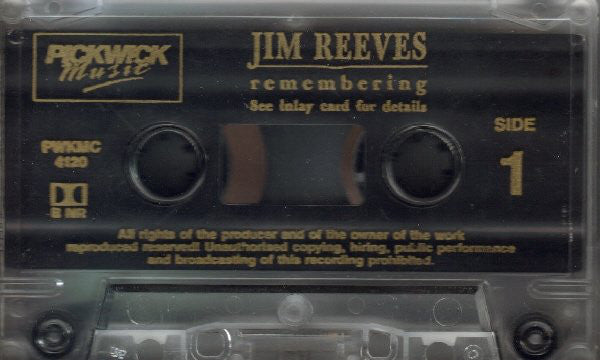 PICKWICK
Music
JIM REEVES
remembering
See inlay card for details
PWKMC
4120
B NR
SIDE
1
All rights of the producer and of the owner of the work
reproduced reserved! Unauthorised copying, hiring, public performance
and broadcasting of this recording prohibited.